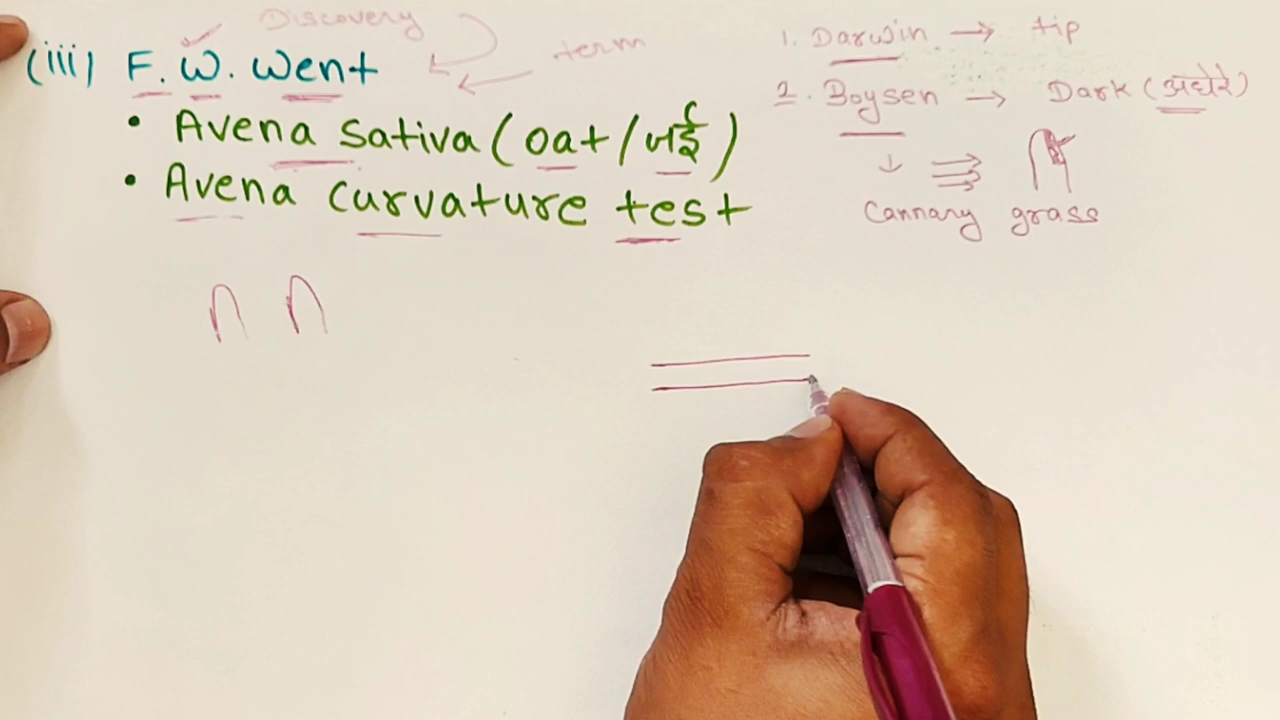 Discovery
term
(iii) F. W. Went
• Avena sativa (oat/जई)
• Avena curvature test
1. Darwin → tip
2. Boysen → Dark (अंधेरे)
↓
Cannary grass